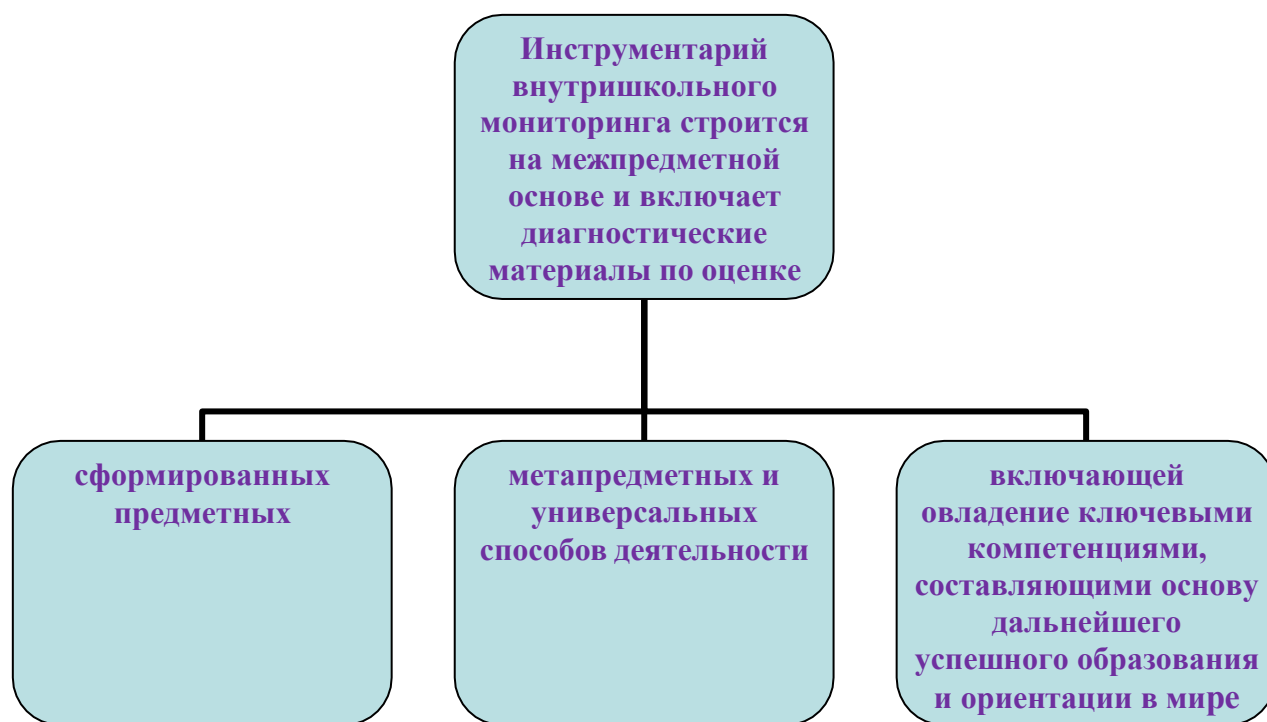 Инструментарий
внутришкольного
мониторинга строится
на межпредметной
основе и включает
диагностические
материалы по оценке
сформированных
предметных
метапредметных и
универсальных
способов деятельности
включающей
овладение ключевыми
компетенциями,
составляющими основу
дальнейшего
успешного образования
и ориентации в мире